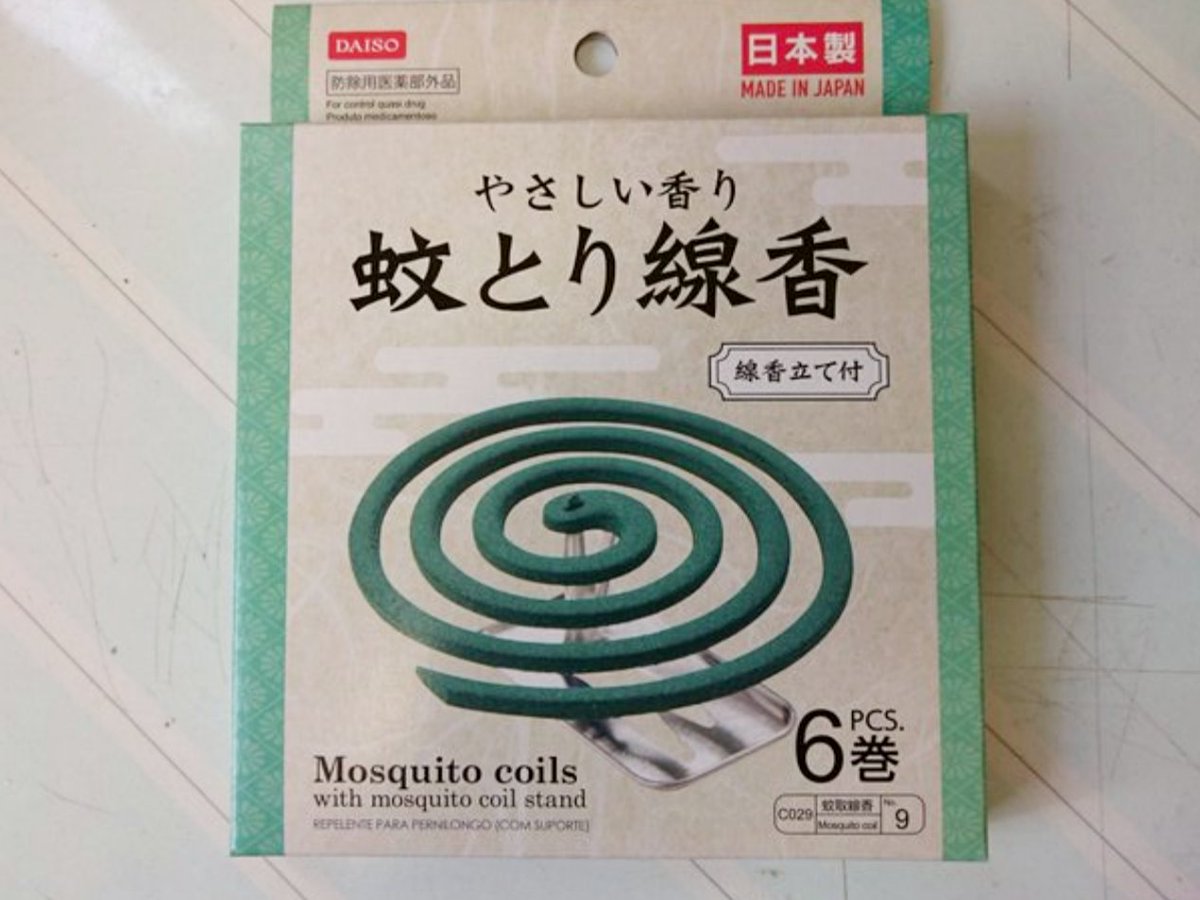 DAISO
防除用医薬部外品
For control quasi drug
Produto medicamentoso
日本製
MADE IN JAPAN
やさしい香り
蚊とり線香
線香立て付
6 PCS.
巻
Mosquito coils
with mosquito coil stand
REPELENTE PARA PERNILONGO (COM SUPORTE)
C029 蚊取線香 No. 9
Mosquito coil